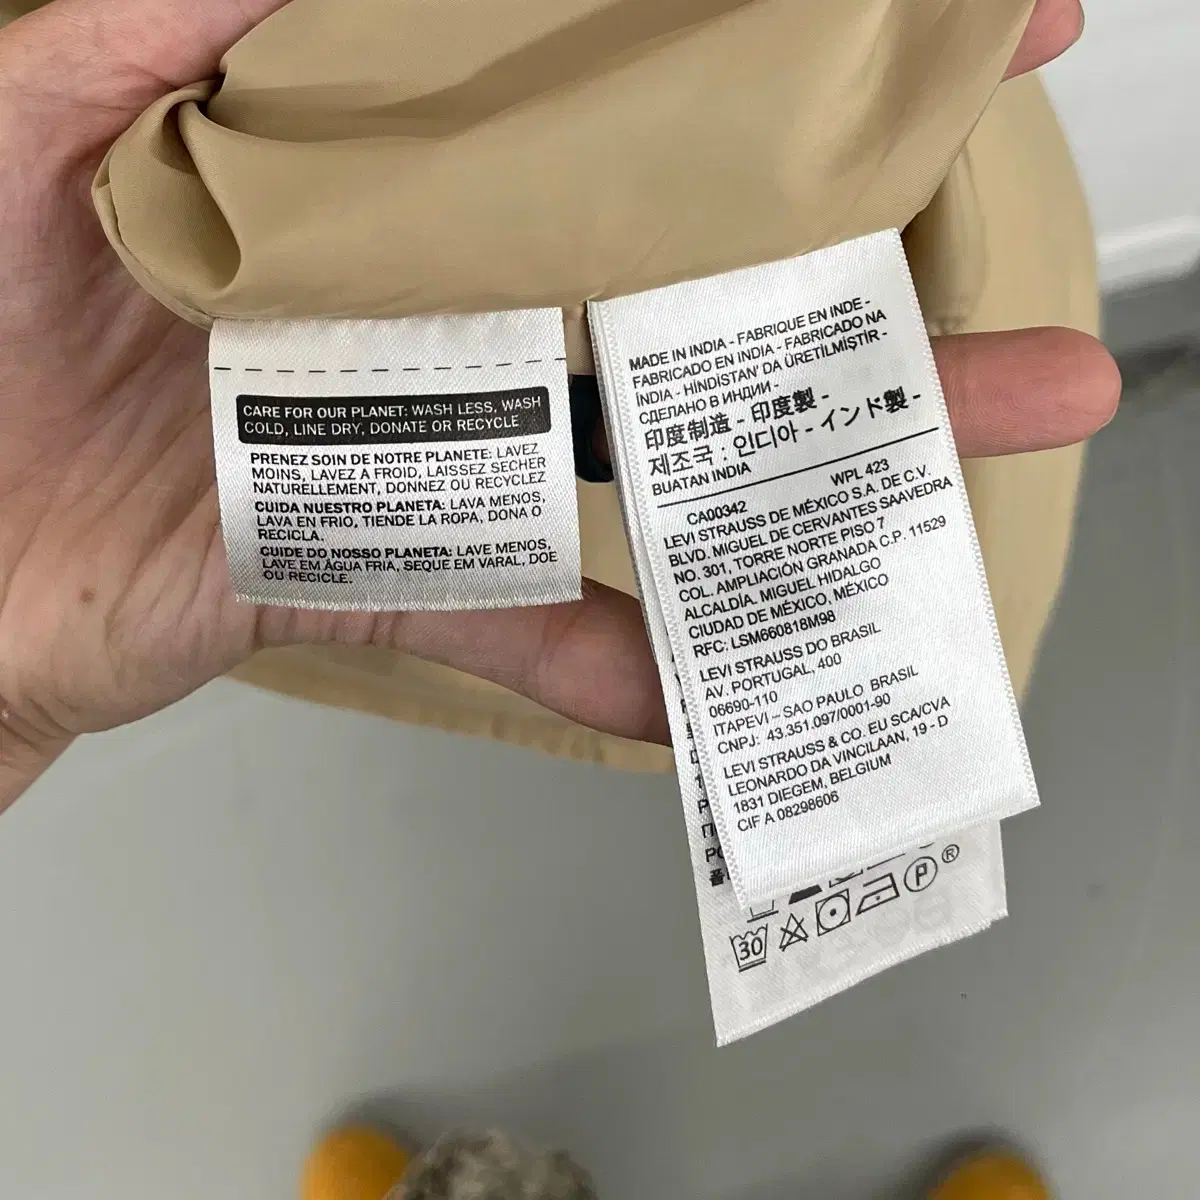 CARE FOR OUR PLANET: WASH LESS, WASH
COLD, LINE DRY, DONATE OR RECYCLE
PRENEZ SOIN DE NOTRE PLANETE: LAVEZ
MOINS, LAVEZ A FROID, LAISSEZ SECHER
NATURELLEMENT, DONNEZ OU RECYCLEZ
CUIDA NUESTRO PLANETA: LAVA MENOS,
LAVA EN FRIO, TIENDE LA ROPA, DONA O
RECICLA.
CUIDE DO NOSSO PLANETA: LAVE MENOS,
LAVE EM ÁGUA FRIA, SEQUE EM VARAL, DOE
OU RECICLE.
MADE IN INDIA - FABRIQUE EN INDE -
FABRICADO EN INDIA - FABRICADO NA
ÍNDIA - HİNDİSTAN' DA ÜRETİLMİŞTİR -
СДЕЛАНО В ИНДИИ -
印度制造 - 印度製 -
제조국 : 인디아 - インド製 -
BUATAN INDIA
CA00342 WPL 423
LEVI STRAUSS DE MÉXICO S.A. DE C.V.
BLVD. MIGUEL DE CERVANTES SAAVEDRA
NO. 301, TORRE NORTE PISO 7
COL. AMPLIACIÓN GRANADA C.P. 11529
ALCALDÍA. MIGUEL HIDALGO
CIUDAD DE MÉXICO, MÉXICO
RFC: LSM660818M98
LEVI STRAUSS DO BRASIL
AV. PORTUGAL, 400
06690-110
ITAPEVI – SAO PAULO BRASIL
CNPJ: 43.351.097/0001-90
LEVI STRAUSS & CO. EU SCA/CVA
LEONARDO DA VINCILAAN, 19 - D
1831 DIEGEM, BELGIUM
CIF A 08298606
30 P ®